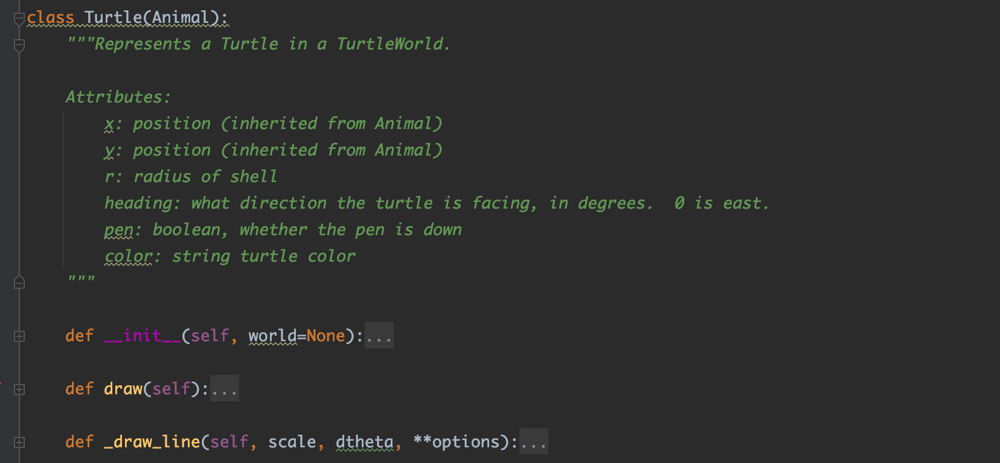 class Turtle(Animal):
"""Represents a Turtle in a TurtleWorld.
Attributes:
x: position (inherited from Animal)
y: position (inherited from Animal)
r: radius of shell
heading: what direction the turtle is facing, in degrees.  0 is east.
pen: boolean, whether the pen is down
color: string turtle color
"""
def __init__(self, world=None):...
def draw(self):...
def _draw_line(self, scale, dtheta, **options):...